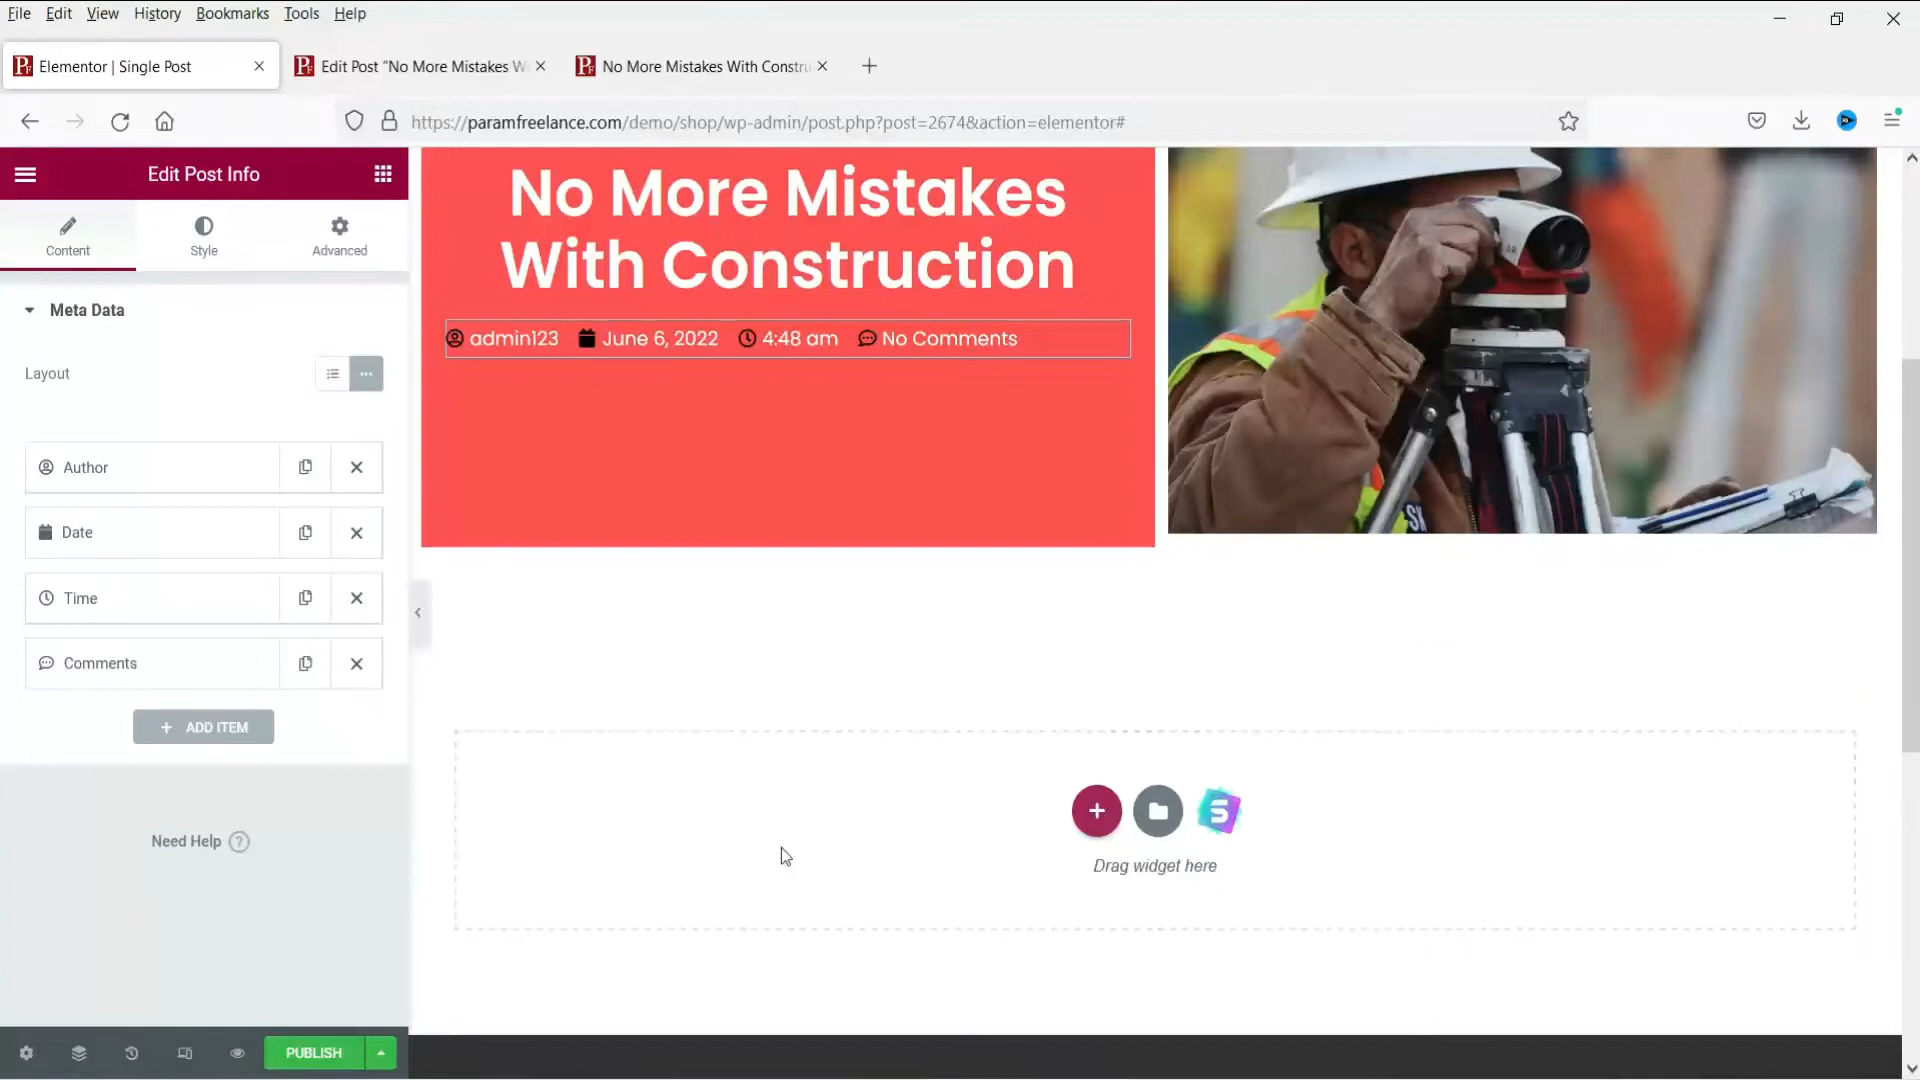 File Edit View History Bookmarks Tools Help
Elementor | Single Post
Edit Post “No More Mistakes W
No More Mistakes With Constru
https://paramfreelance.com/demo/shop/wp-admin/post.php?post=2674&action=elementor#
Edit Post Info
Content
Style
Advanced
Meta Data
Layout
Author
Date
Time
Comments
ADD ITEM
Need Help ?
PUBLISH
No More Mistakes
With Construction
admin123 June 6, 2022 4:48 am No Comments
SK
Drag widget here